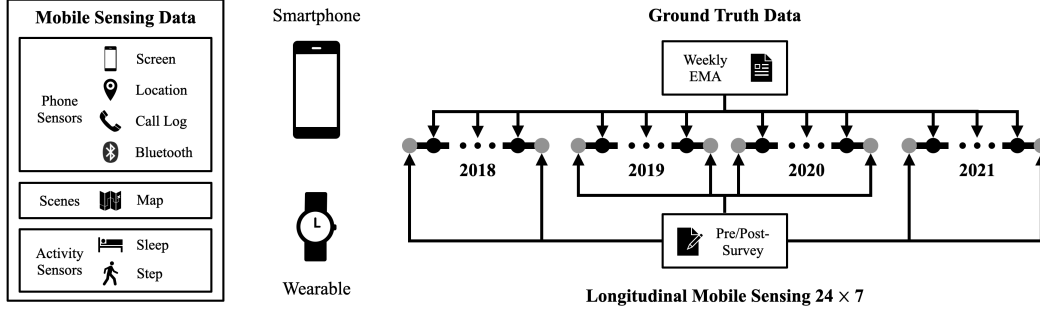 Mobile Sensing Data
Phone
Sensors
Screen
Location
Call Log
Bluetooth
Scenes
Map
Activity
Sensors
Sleep
Step
Smartphone
Wearable
Ground Truth Data
Weekly
EMA
2018
2019
2020
2021
Pre/Post-
Survey
Longitudinal Mobile Sensing 24 × 7